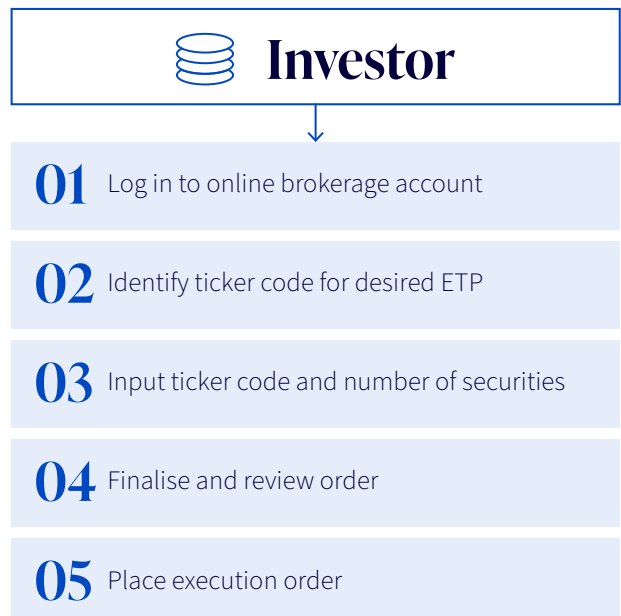 Investor
01 Log in to online brokerage account
02 Identify ticker code for desired ETP
03 Input ticker code and number of securities
04 Finalise and review order
05 Place execution order